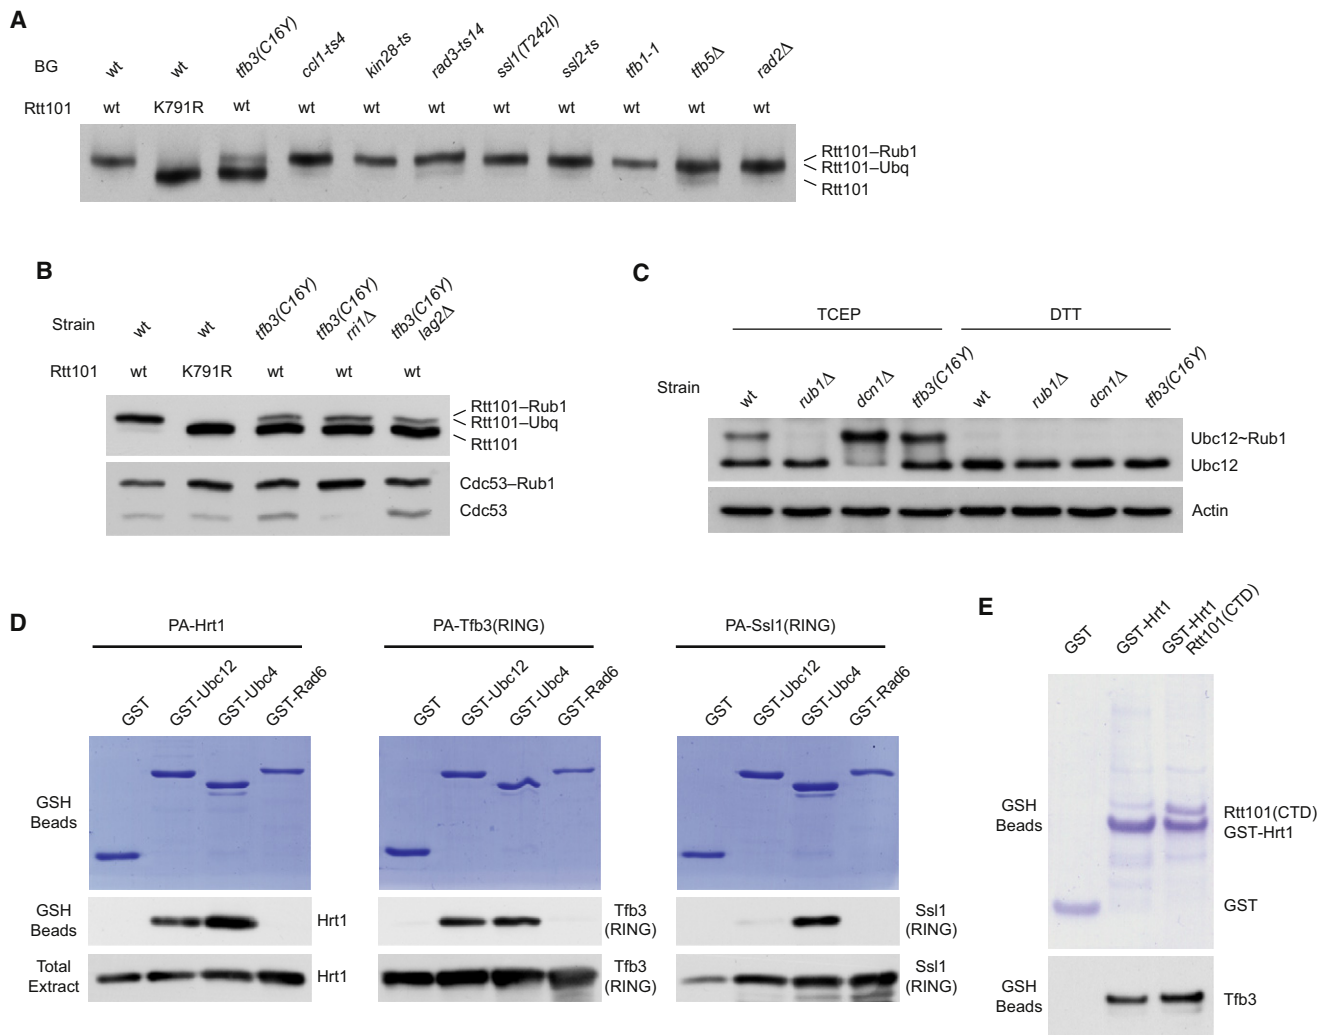 A
BG
wt
wt
tfb3(C16Y)
ccl1-ts4
kin28-ts
rad3-ts14
ssl1(T242I)
ssl2-ts
tfb1-1
tfb5Δ
rad2Δ
Rtt101
wt
K791R
wt
wt
wt
wt
wt
wt
wt
wt
wt
Rtt101–Rub1
Rtt101–Ubq
Rtt101
B
Strain
wt
wt
tfb3(C16Y)
tfb3(C16Y)
rri1Δ
tfb3(C16Y)
lag2Δ
Rtt101
wt
K791R
wt
wt
wt
Rtt101–Rub1
Rtt101–Ubq
Rtt101
Cdc53–Rub1
Cdc53
C
TCEP
DTT
Strain
wt
rub1Δ
dcn1Δ
tfb3(C16Y)
wt
rub1Δ
dcn1Δ
tfb3(C16Y)
Ubc12~Rub1
Ubc12
Actin
D
PA-Hrt1
GST
GST-Ubc12
GST-Ubc4
GST-Rad6
PA-Tfb3(RING)
GST
GST-Ubc12
GST-Ubc4
GST-Rad6
PA-Ssl1(RING)
GST
GST-Ubc12
GST-Ubc4
GST-Rad6
GSH
Beads
GSH
Beads
Hrt1
Tfb3
(RING)
Ssl1
(RING)
Total
Extract
Hrt1
Tfb3
(RING)
Ssl1
(RING)
E
GST
GST-Hrt1
GST-Hrt1
Rtt101(CTD)
GSH
Beads
Rtt101(CTD)
GST-Hrt1
GST
GSH
Beads
Tfb3